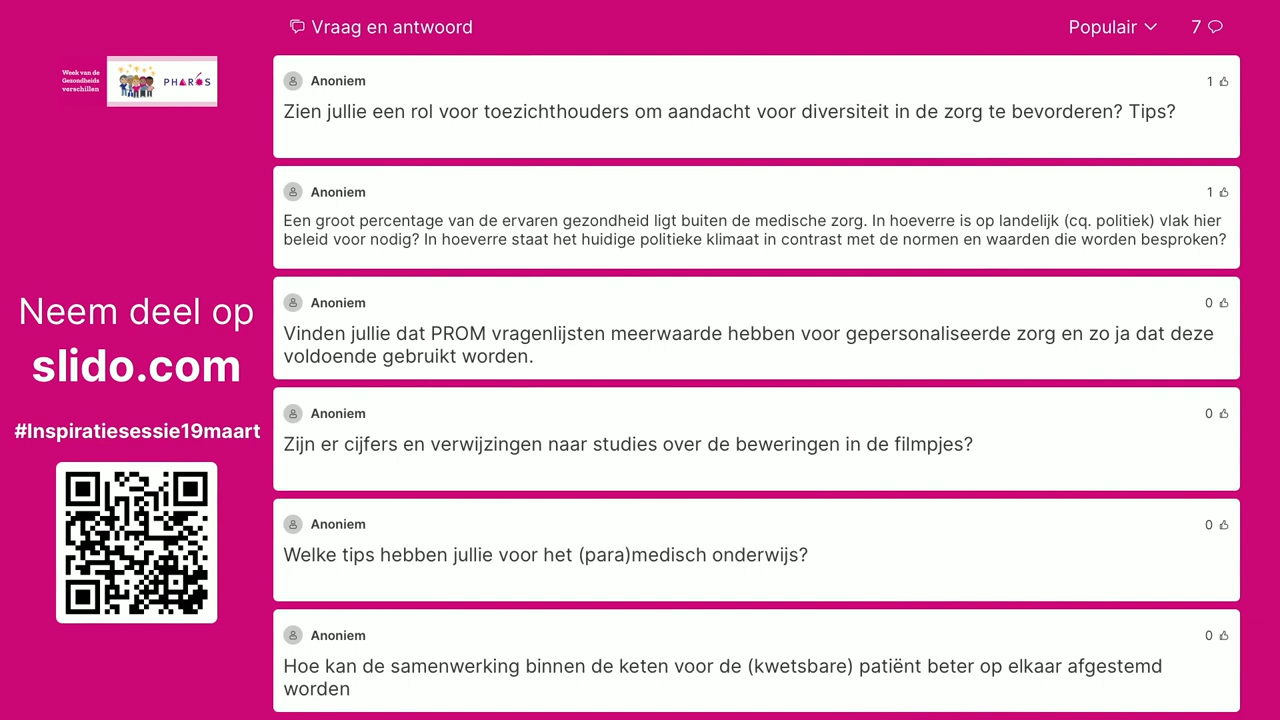 Vraag en antwoord
Populair
7
Week van de
Gezondheids
verschillen
PHAROS
Neem deel op
slido.com
#Inspiratiesessie19maart
Anoniem
1
Zien jullie een rol voor toezichthouders om aandacht voor diversiteit in de zorg te bevorderen? Tips?
Anoniem
1
Een groot percentage van de ervaren gezondheid ligt buiten de medische zorg. In hoeverre is op landelijk (cq. politiek) vlak hier
beleid voor nodig? In hoeverre staat het huidige politieke klimaat in contrast met de normen en waarden die worden besproken?
Anoniem
0
Vinden jullie dat PROM vragenlijsten meerwaarde hebben voor gepersonaliseerde zorg en zo ja dat deze
voldoende gebruikt worden.
Anoniem
0
Zijn er cijfers en verwijzingen naar studies over de beweringen in de filmpjes?
Anoniem
0
Welke tips hebben jullie voor het (para)medisch onderwijs?
Anoniem
0
Hoe kan de samenwerking binnen de keten voor de (kwetsbare) patiënt beter op elkaar afgestemd
worden